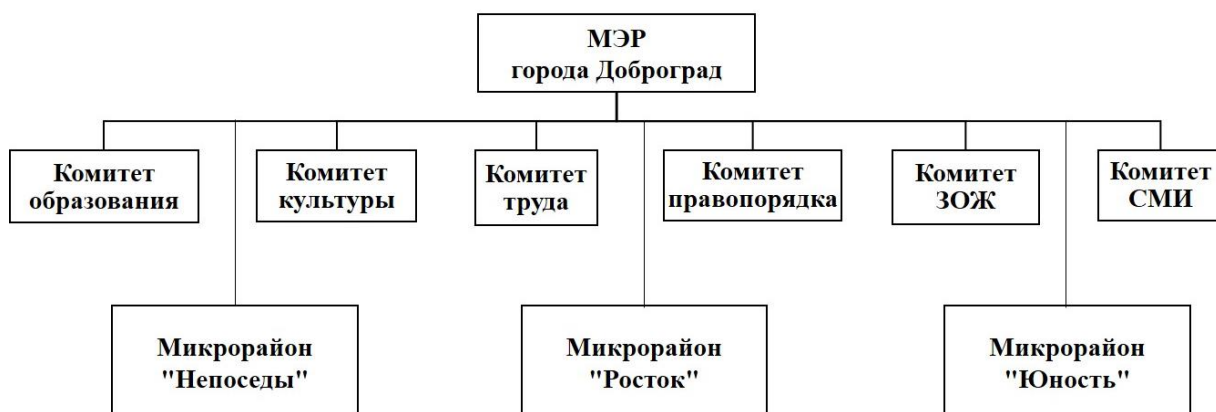 МЭР
города Доброград
Комитет
образования
Комитет
культуры
Комитет
труда
Комитет
правопорядка
Комитет
ЗОЖ
Комитет
СМИ
Микрорайон
"Непоседы"
Микрорайон
"Росток"
Микрорайон
"Юность"